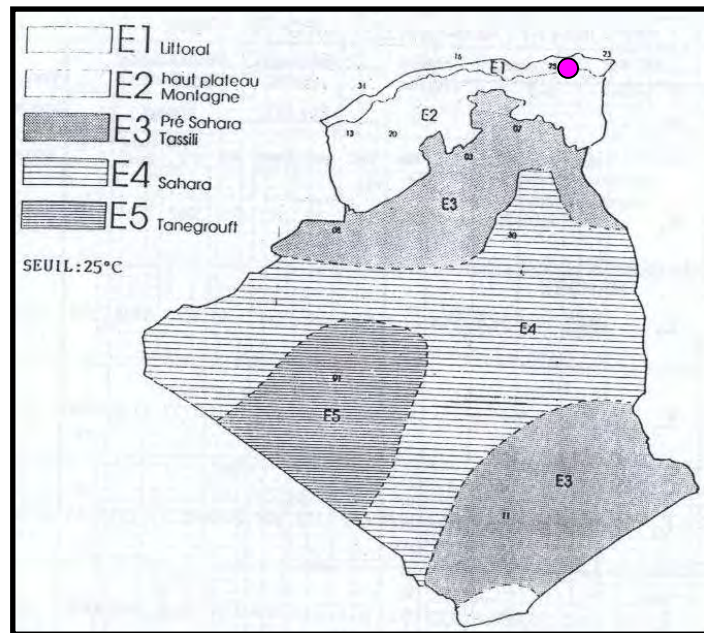 E1 Littoral
E2 haut plateau
Montagne
E3 Pré Sahara
Tassili
E4 Sahara
E5 Tanegrouft
SEUIL:25°C
23
15
E1
25
31
E2
13
20
07
03
E3
08
30
E4
01
E5
E3
11